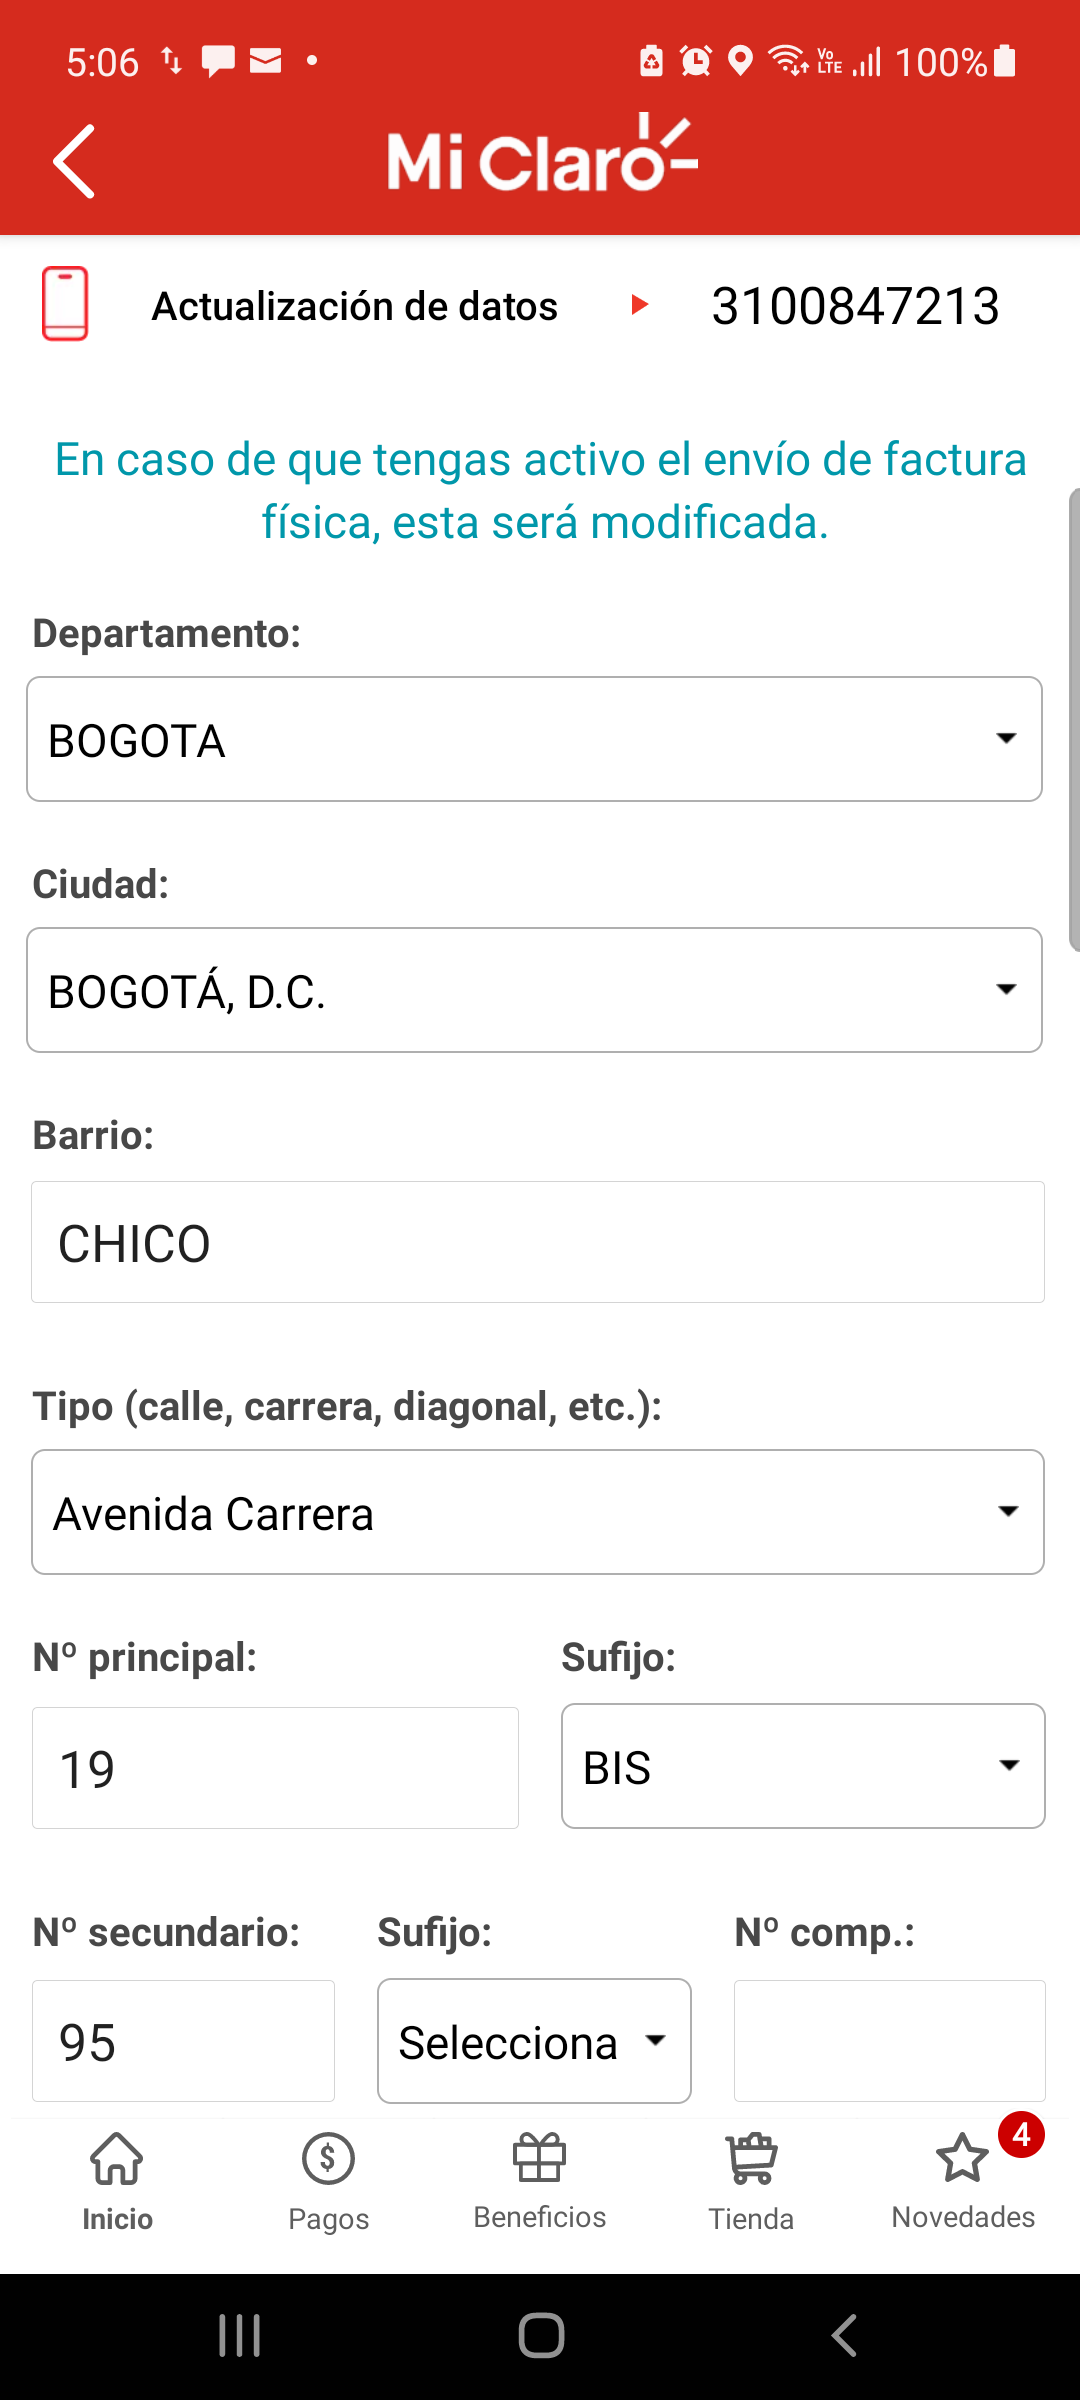 5:06 Vo LTE 100%
Mi Claro
Actualización de datos 3100847213
En caso de que tengas activo el envío de factura
física, esta será modificada.
Departamento:
BOGOTA
Ciudad:
BOGOTÁ, D.C.
Barrio:
CHICO
Tipo (calle, carrera, diagonal, etc.):
Avenida Carrera
Nº principal: Sufijo:
19 BIS
Nº secundario: Sufijo: Nº comp.:
95 Selecciona
4
Inicio Pagos Beneficios Tienda Novedades